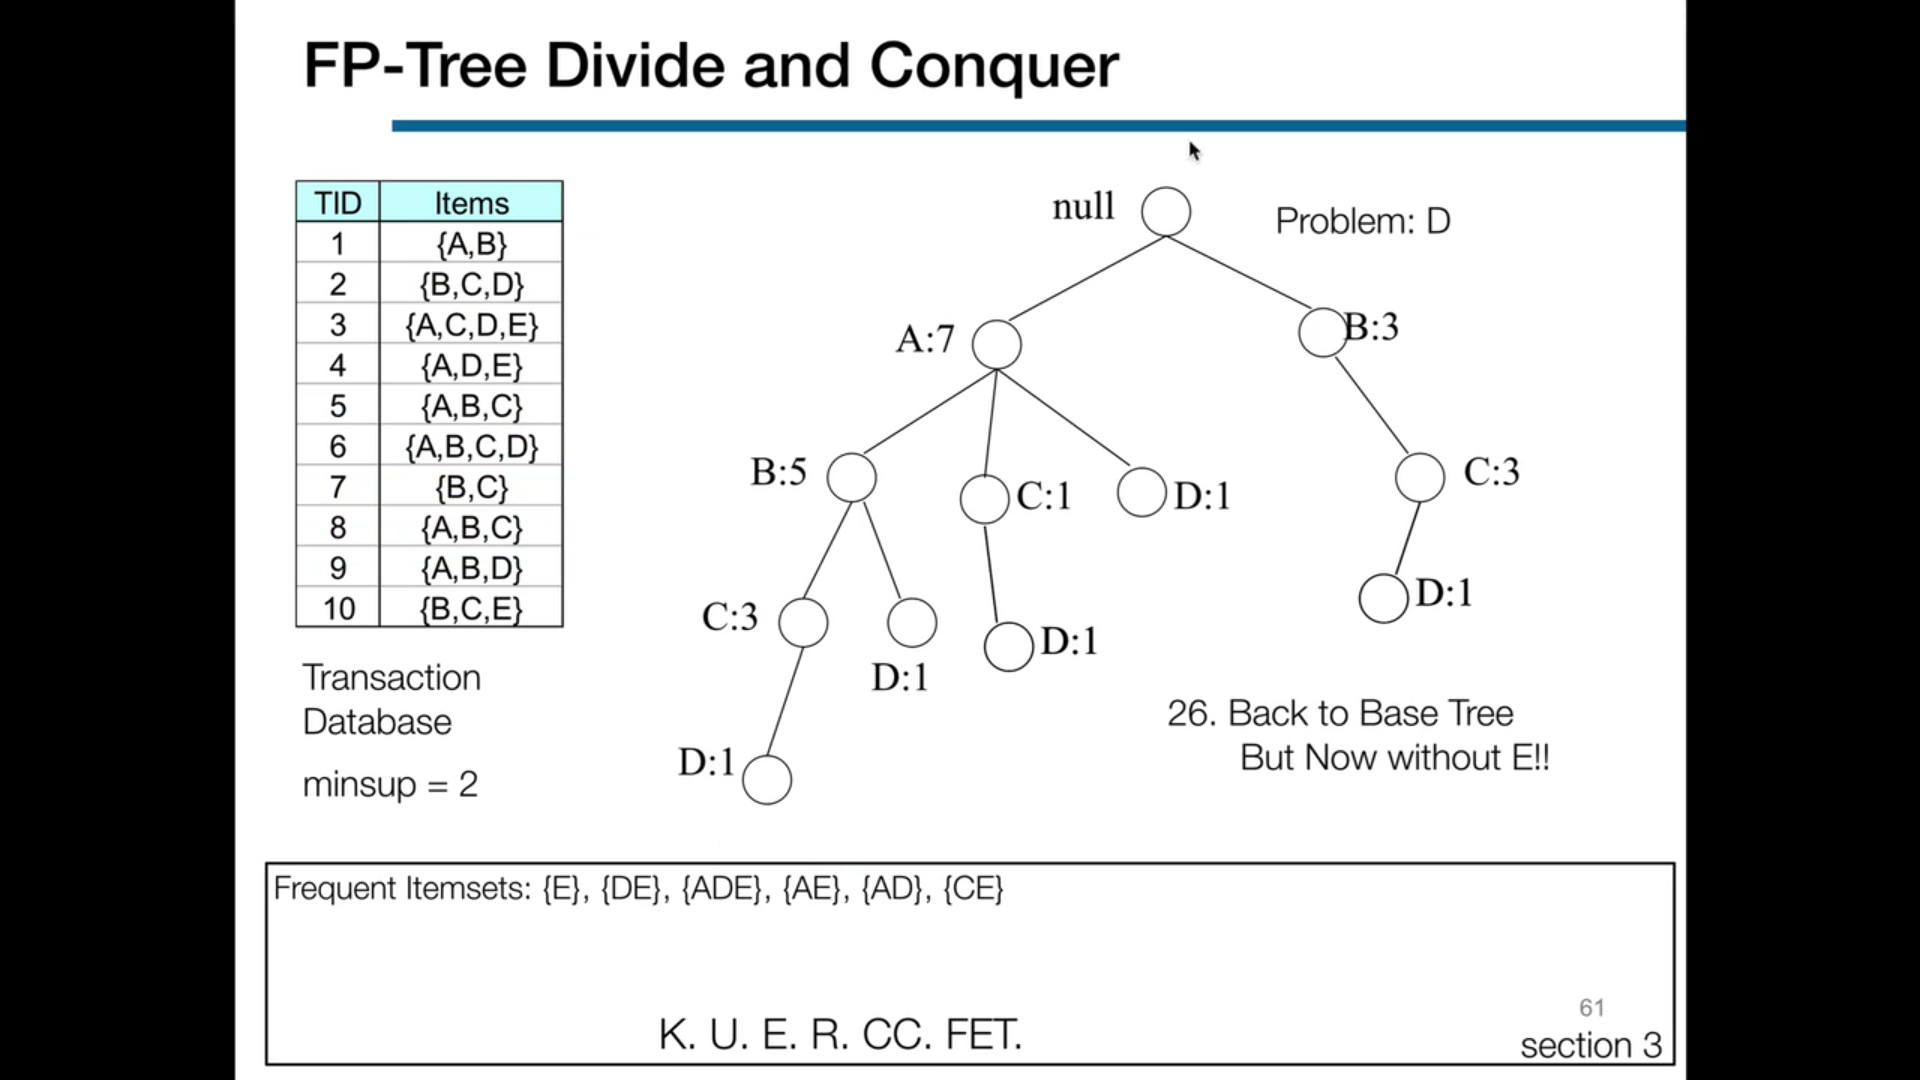 FP-Tree Divide and Conquer
TID Items
1 {A,B}
2 {B,C,D}
3 {A,C,D,E}
4 {A,D,E}
5 {A,B,C}
6 {A,B,C,D}
7 {B,C}
8 {A,B,C}
9 {A,B,D}
10 {B,C,E}
Transaction
Database
minsup = 2
null
Problem: D
A:7
B:3
B:5
C:1
D:1
C:3
C:3
D:1
D:1
D:1
D:1
26. Back to Base Tree
But Now without E!!
Frequent Itemsets: {E}, {DE}, {ADE}, {AE}, {AD}, {CE}
K. U. E. R. CC. FET.
61
section 3